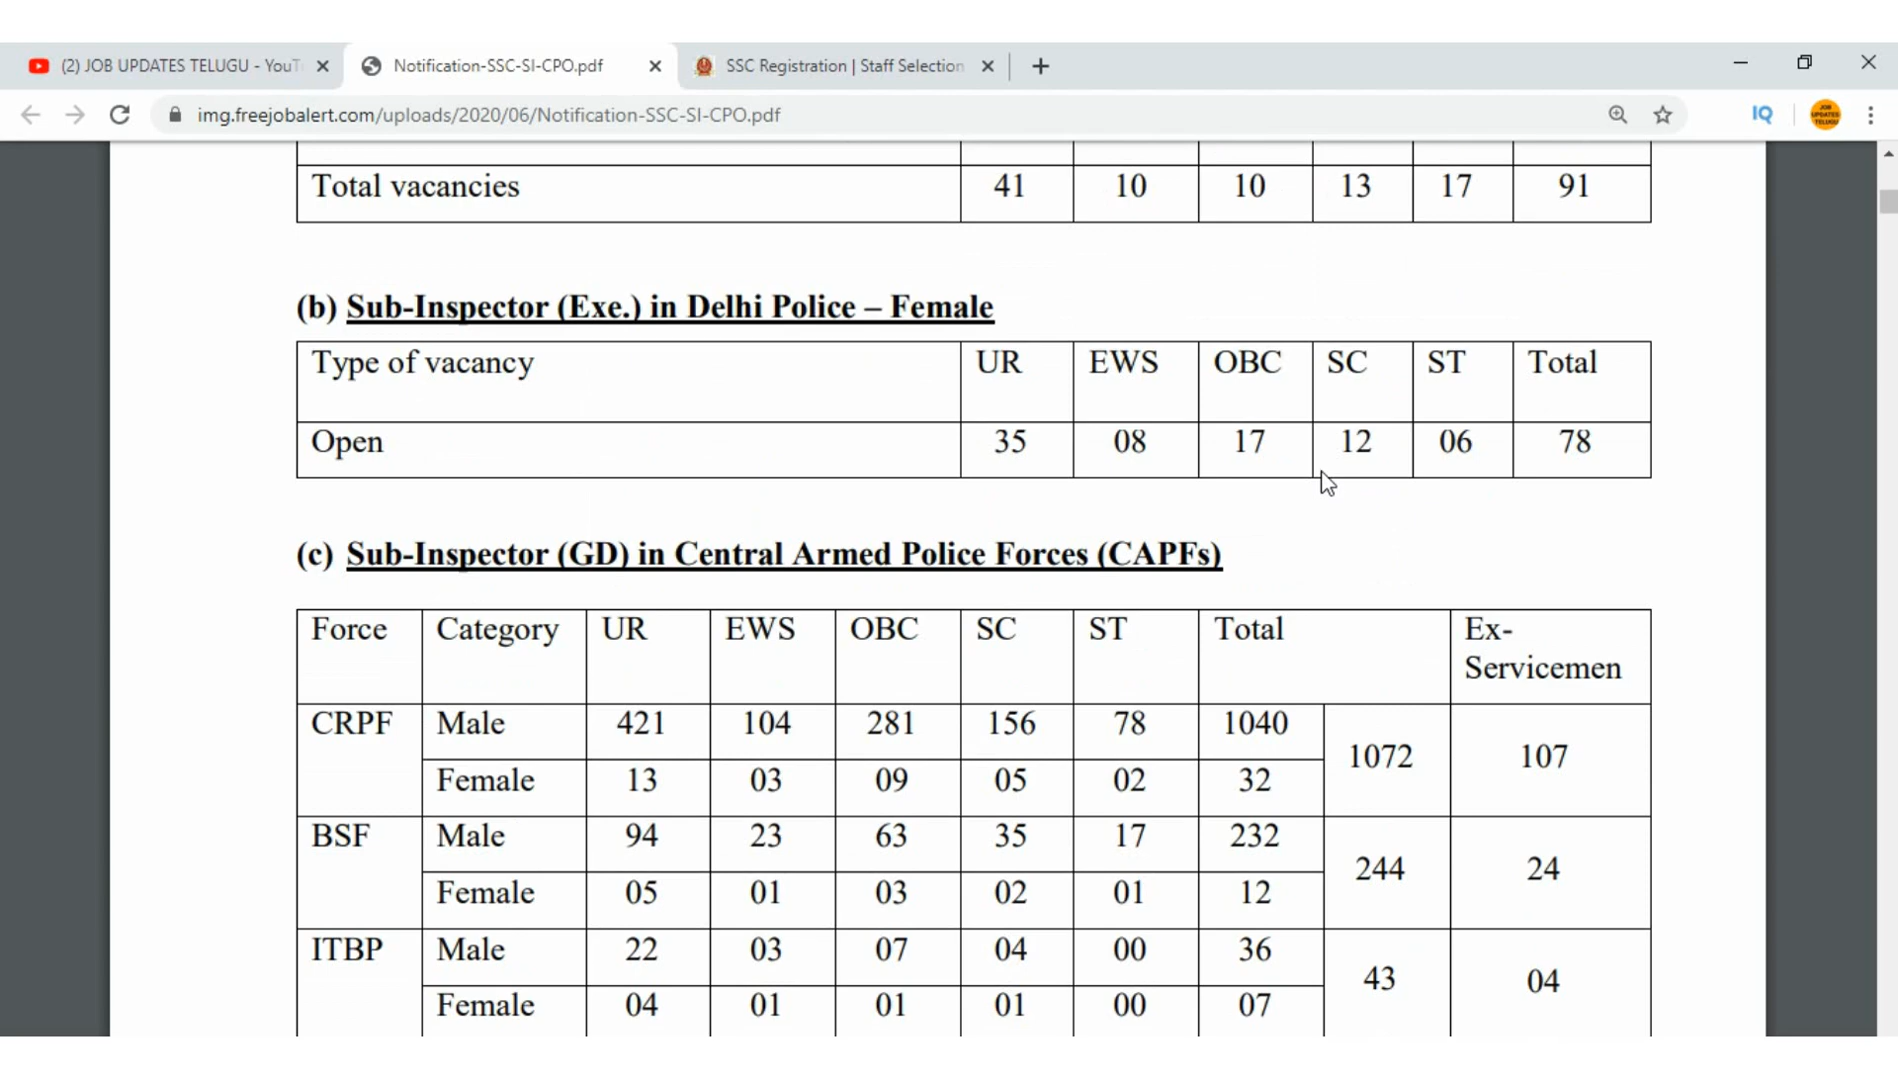 (2) JOB UPDATES TELUGU - YouT
Notification-SSC-SI-CPO.pdf
SSC Registration | Staff Selection
img.freejobalert.com/uploads/2020/06/Notification-SSC-SI-CPO.pdf
IQ
JOB UPDATES TELUGU
Total vacancies 41 10 10 13 17 91
(b) Sub-Inspector (Exe.) in Delhi Police – Female
Type of vacancy UR EWS OBC SC ST Total
Open 35 08 17 12 06 78
(c) Sub-Inspector (GD) in Central Armed Police Forces (CAPFs)
Force Category UR EWS OBC SC ST Total Ex-
Servicemen
CRPF Male 421 104 281 156 78 1040
1072 107
Female 13 03 09 05 02 32
BSF Male 94 23 63 35 17 232
244 24
Female 05 01 03 02 01 12
ITBP Male 22 03 07 04 00 36
43 04
Female 04 01 01 01 00 07